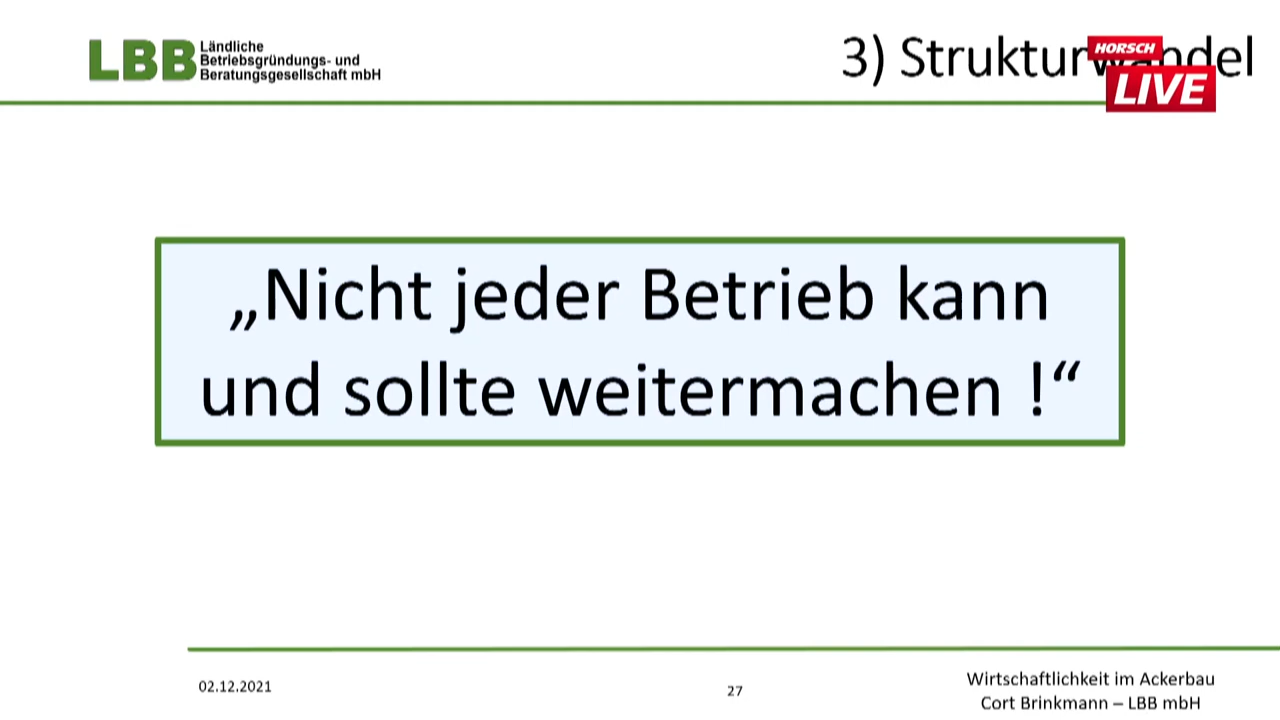 LBB
Ländliche
Betriebsgründungs- und
Beratungsgesellschaft mbH
3) Strukturwandel
HORSCH
LIVE
„Nicht jeder Betrieb kann
und sollte weitermachen !“
02.12.2021
27
Wirtschaftlichkeit im Ackerbau
Cort Brinkmann – LBB mbH